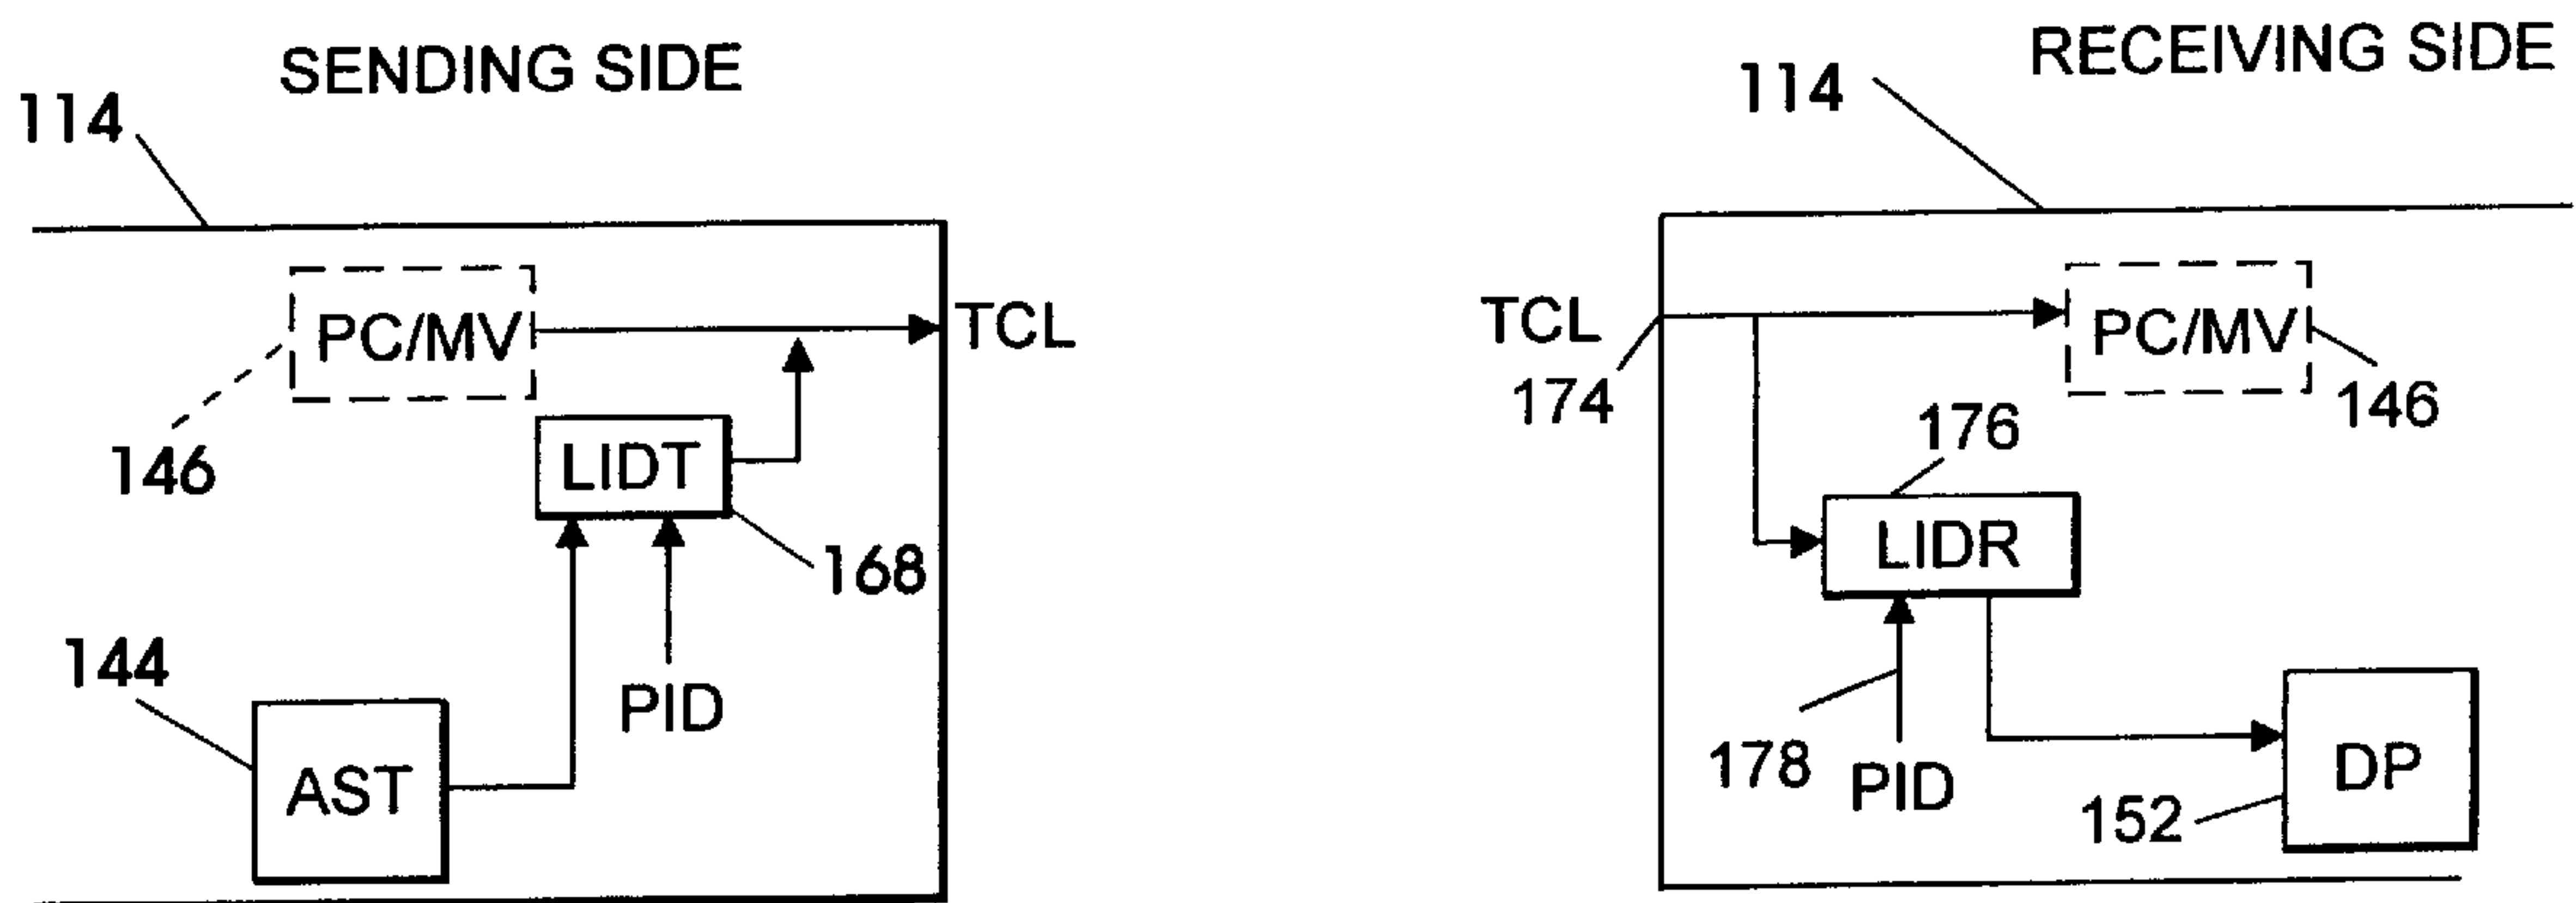 SENDING SIDE
114
PC/MV
TCL
146
LIDT
168
144
PID
AST
RECEIVING SIDE
114
TCL
174
PC/MV
146
176
LIDR
178
PID
152
DP